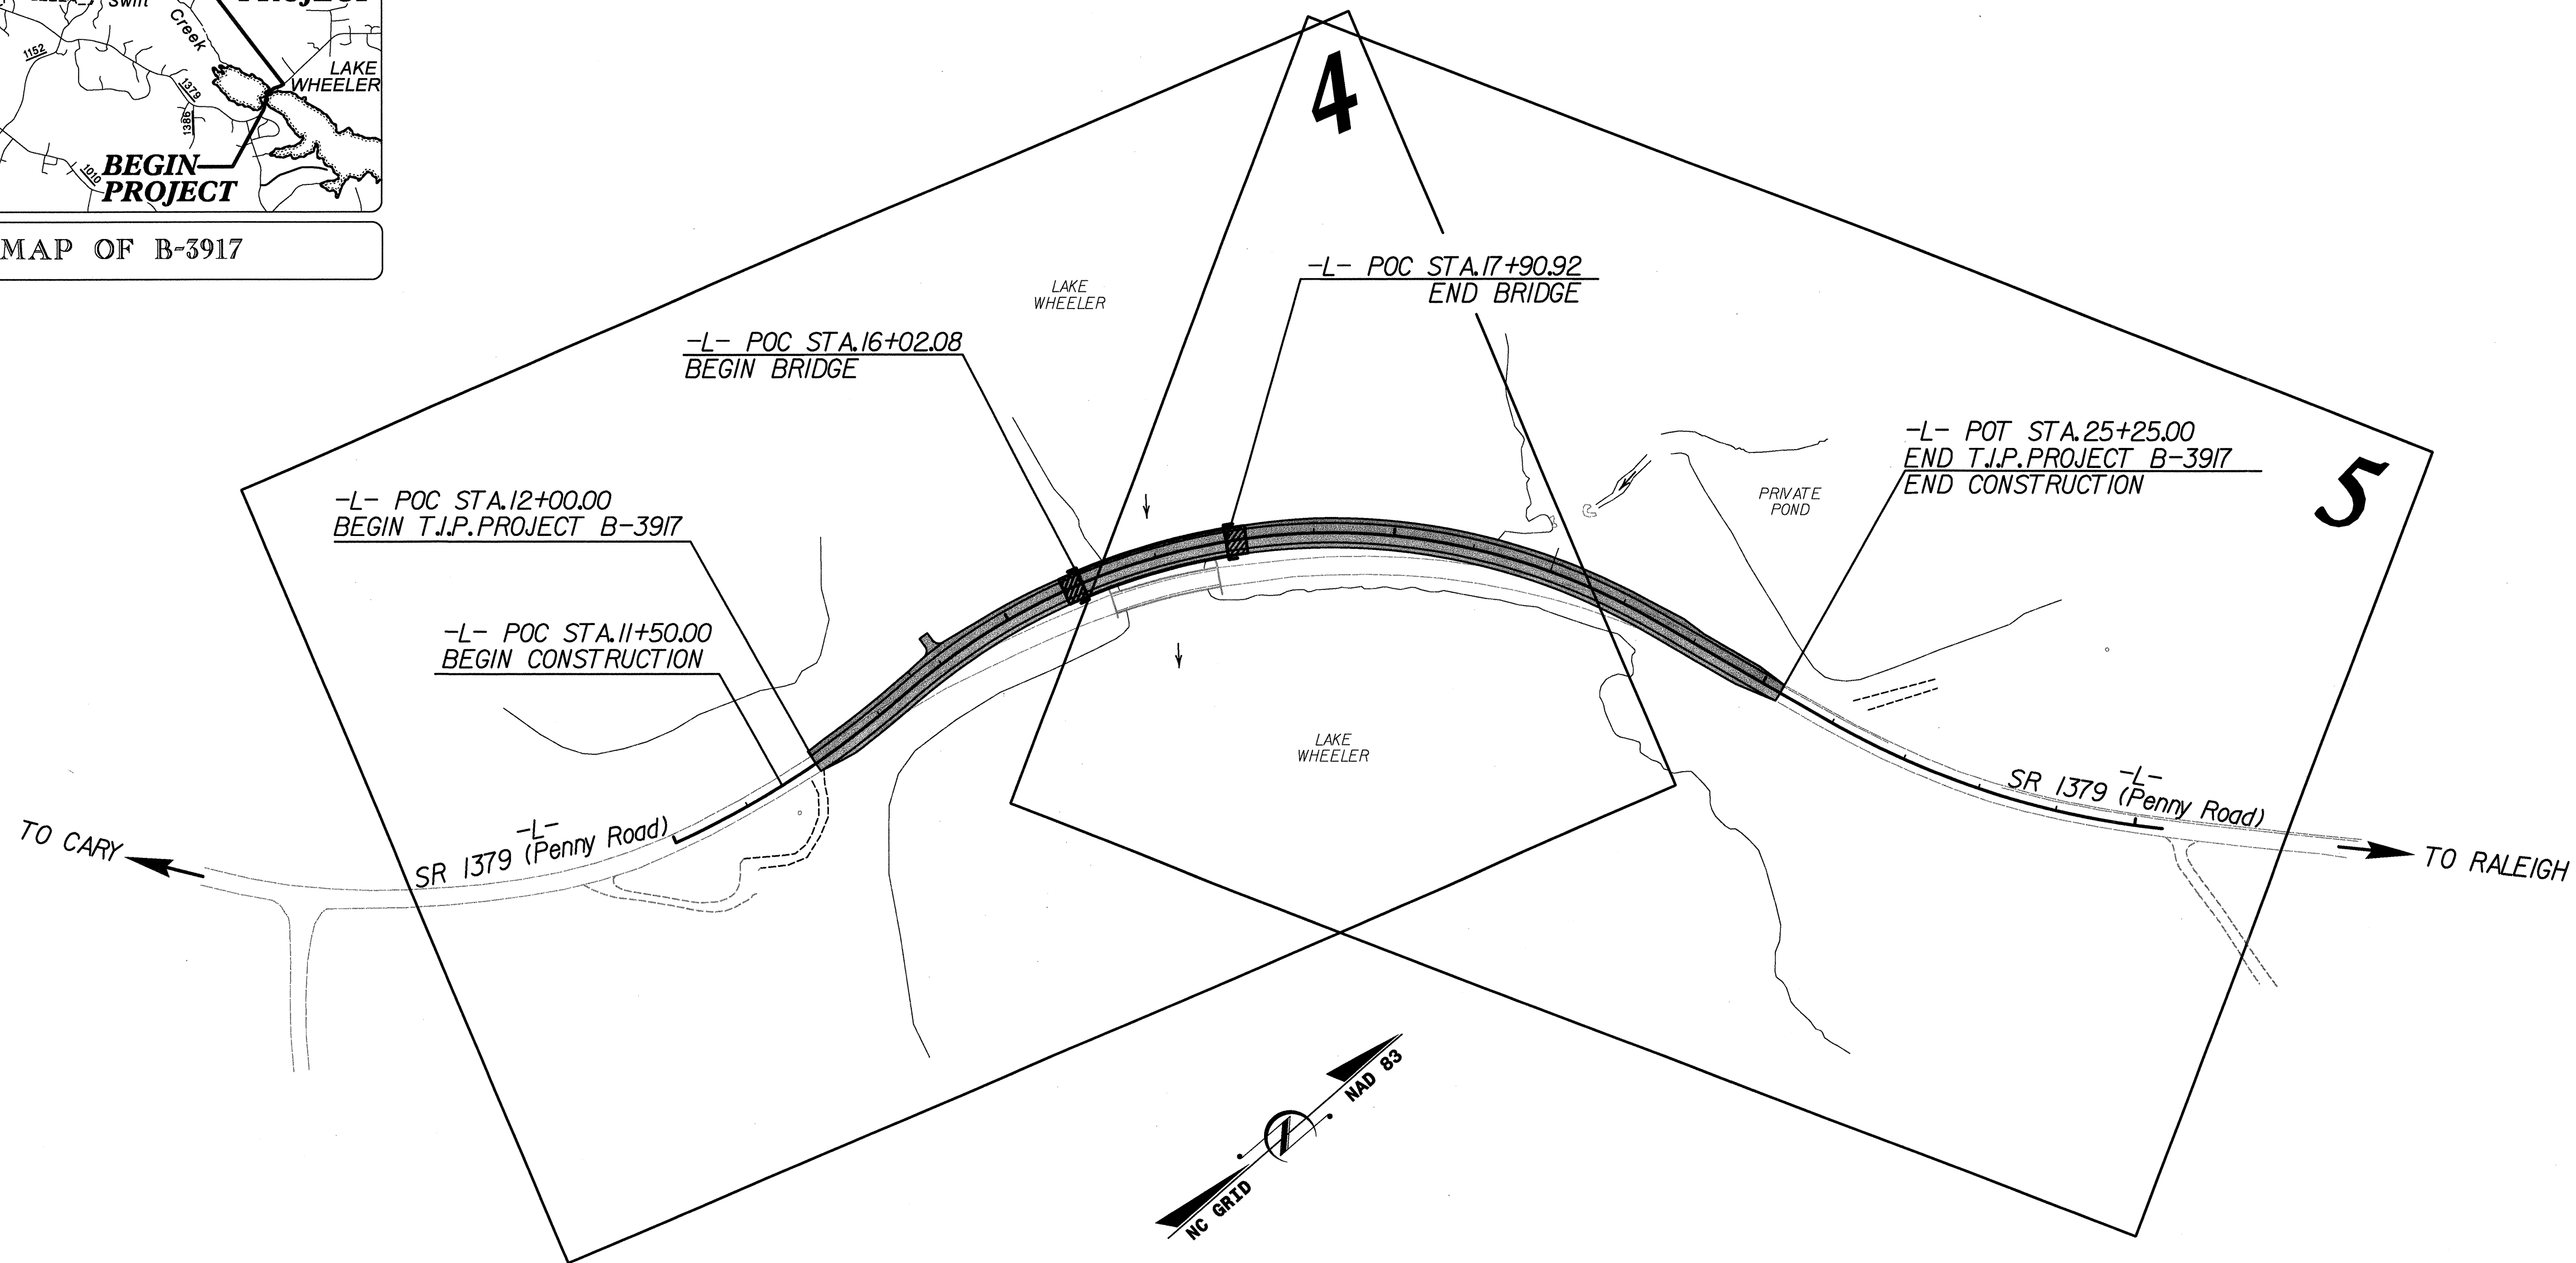 Swift
PROJECT
Creek
1152
LAKE
WHEELER
1379
1386
1010
BEGIN
PROJECT
MAP OF B-3917
4
-L- POC STA.17+90.92
END BRIDGE
LAKE
WHEELER
-L- POC STA.16+02.08
BEGIN BRIDGE
-L- POT STA.25+25.00
END T.I.P.PROJECT B-3917
END CONSTRUCTION
5
-L- POC STA.12+00.00
BEGIN T.I.P.PROJECT B-3917
PRIVATE
POND
-L- POC STA.11+50.00
BEGIN CONSTRUCTION
LAKE
WHEELER
-L-
SR 1379 (Penny Road)
TO CARY
-L-
SR 1379 (Penny Road)
TO RALEIGH
NAD 83
NC GRID